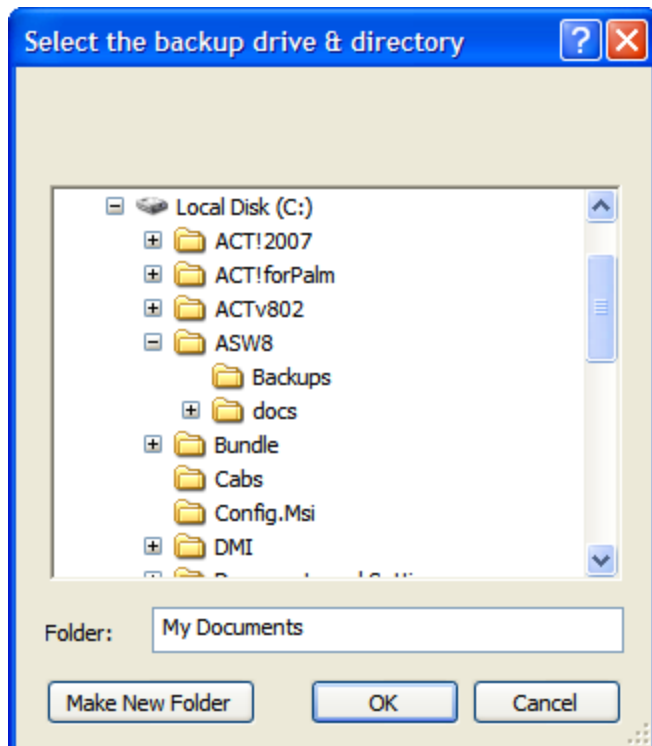 Select the backup drive & directory
Local Disk (C:)
ACT!2007
ACT!forPalm
ACTv802
ASW8
Backups
docs
Bundle
Cabs
Config.Msi
DMI
Folder: My Documents
Make New Folder OK Cancel